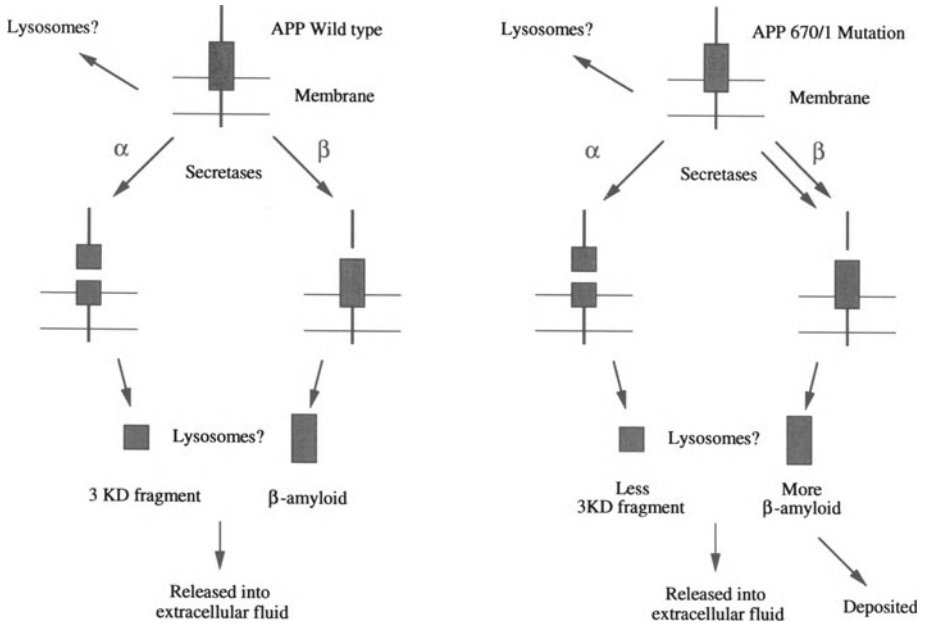 Lysosomes?
APP Wild type
Membrane
α
β
Secretases
Lysosomes?
3 KD fragment
β-amyloid
Released into
extracellular fluid
Lysosomes?
APP 670/1 Mutation
Membrane
α
β
Secretases
Lysosomes?
Less
3KD fragment
More
β-amyloid
Released into
extracellular fluid
Deposited